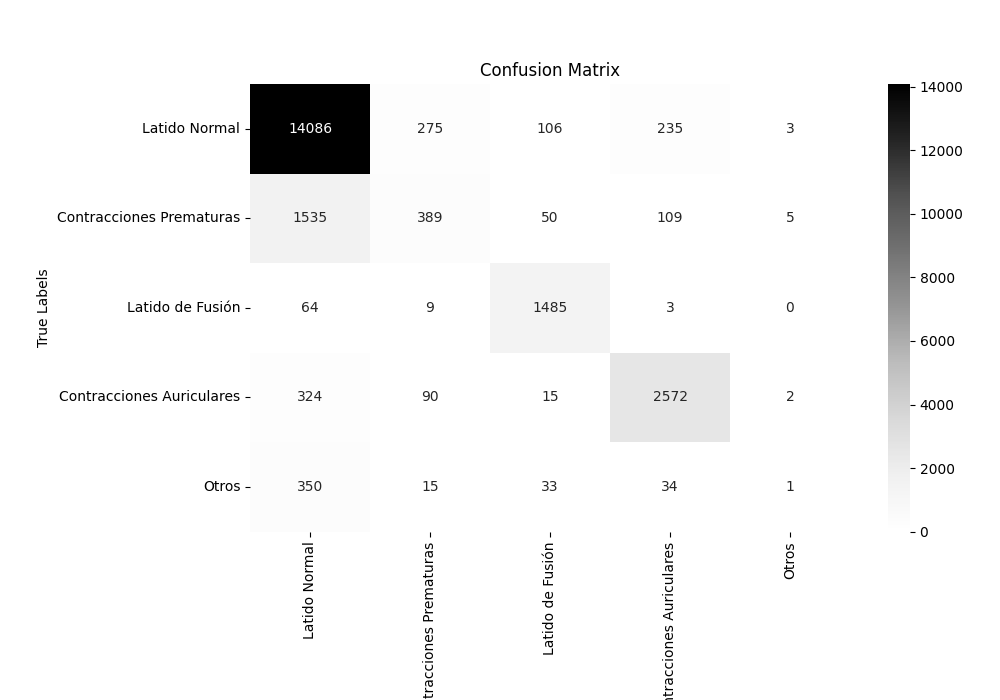 Confusion Matrix
True Labels
Latido Normal
14086 275 106 235 3
Contracciones Prematuras
1535 389 50 109 5
Latido de Fusión
64 9 1485 3 0
Contracciones Auriculares
324 90 15 2572 2
Otros
350 15 33 34 1
Latido Normal
tracciones Prematuras
Latido de Fusión
tracciones Auriculares
Otros
14000
12000
10000
8000
6000
4000
2000
0